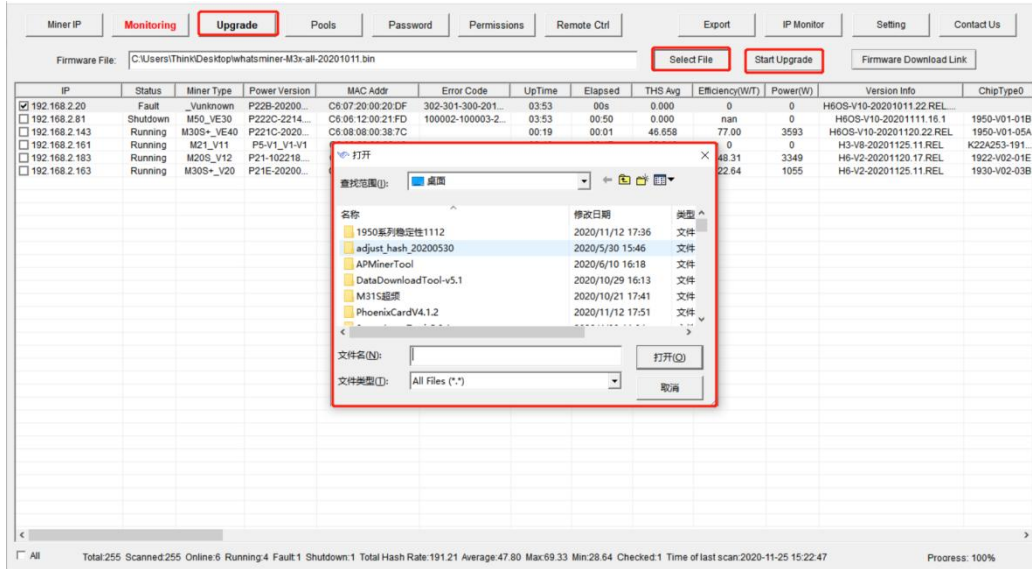 Miner IP Monitoring Upgrade Pools Password Permissions Remote Ctrl Export IP Monitor Setting Contact Us
Firmware File: C:\Users\Think\Desktop\whatsminer-M3x-all-20201011.bin Select File Start Upgrade Firmware Download Link
IP Status Miner Type Power Version MAC Addr Error Code UpTime Elapsed THS Avg Efficiency(W/T) Power(W) Version Info ChipType0
192.168.2.20 Fault _Vunknown P22B-20200... C6:07:20:00:20:DF 302-301-300-201... 03:53 00s 0.000 0 0 H6OS-V10-20201011.22.REL...
192.168.2.81 Shutdown M50_VE30 P222C-2214... C6:06:12:00:21:FD 100002-100003-2... 03:53 00:50 0.000 nan 0 H6OS-V10-20201111.16.1 1950-V01-01B
192.168.2.143 Running M30S+_VE40 P221C-2020... C6:08:08:00:38:7C 00:19 00:01 46.658 77.00 3593 H6OS-V10-20201120.22.REL 1950-V01-05A
192.168.2.161 Running M21_V11 P5-V1_V1-V1 0 0 H3-V8-20201125.11.REL K22A253-191...
192.168.2.183 Running M20S_V12 P21-102218... 48.31 3349 H6-V2-20201120.17.REL 1922-V02-01E
192.168.2.163 Running M30S+_V20 P21E-20200... 22.64 1055 H6-V2-20201125.11.REL 1930-V02-03B
打开
查找范围(I): 桌面
名称 修改日期 类型
1950系列稳定性1112 2020/11/12 17:36 文件
adjust_hash_20200530 2020/5/30 15:46 文件
APMinerTool 2020/6/10 16:18 文件
DataDownloadTool-v5.1 2020/10/29 16:13 文件
M31S超频 2020/10/21 17:41 文件
PhoenixCardV4.1.2 2020/11/12 17:51 文件
文件名(N): 打开(O)
文件类型(T): All Files (*.*) 取消
All Total:255 Scanned:255 Online:6 Running:4 Fault:1 Shutdown:1 Total Hash Rate:191.21 Average:47.80 Max:69.33 Min:28.64 Checked:1 Time of last scan:2020-11-25 15:22:47 Progress: 100%